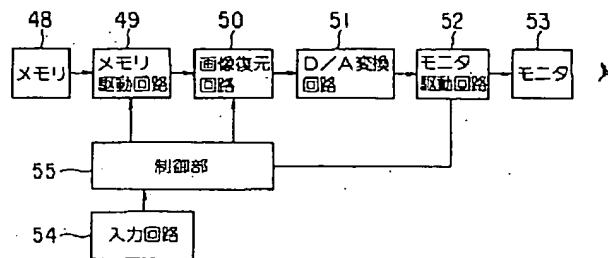 48 49 50 51 52 53
メモリ
メモリ
駆動回路
画像復元
回路
D/A変換
回路
モニタ
駆動回路
モニタ
55
制御部
54
入力回路